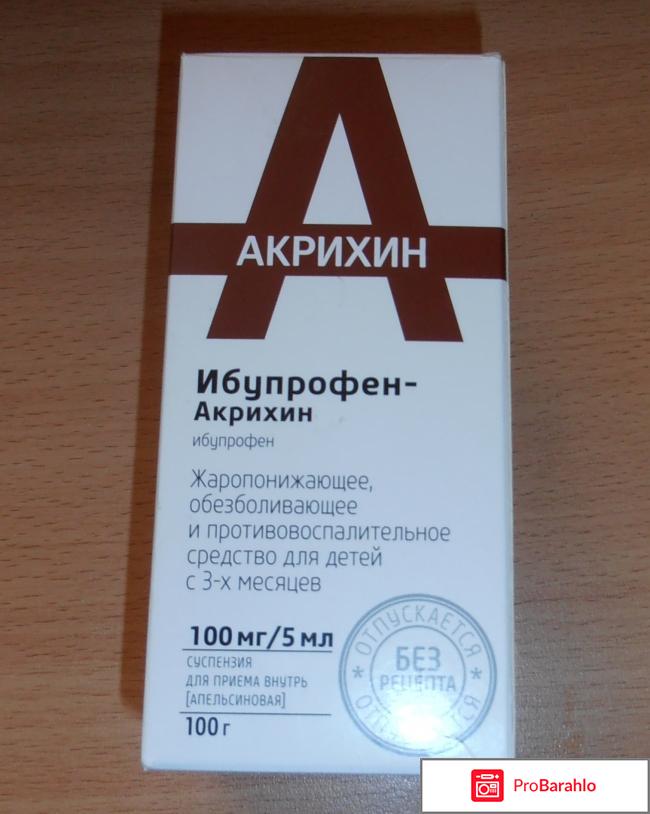 АКРИХИН
Ибупрофен-
Акрихин
ибупрофен
Жаропонижающее,
обезболивающее
и противовоспалительное
средство для детей
с 3-х месяцев
100 мг/5 мл
СУСПЕНЗИЯ
ДЛЯ ПРИЕМА ВНУТРЬ
[АПЕЛЬСИНОВАЯ]
100 г
ОТПУСКАЕТСЯ
БЕЗ
РЕЦЕПТА
ОТПУСКАЕТСЯ
ProBarahlo